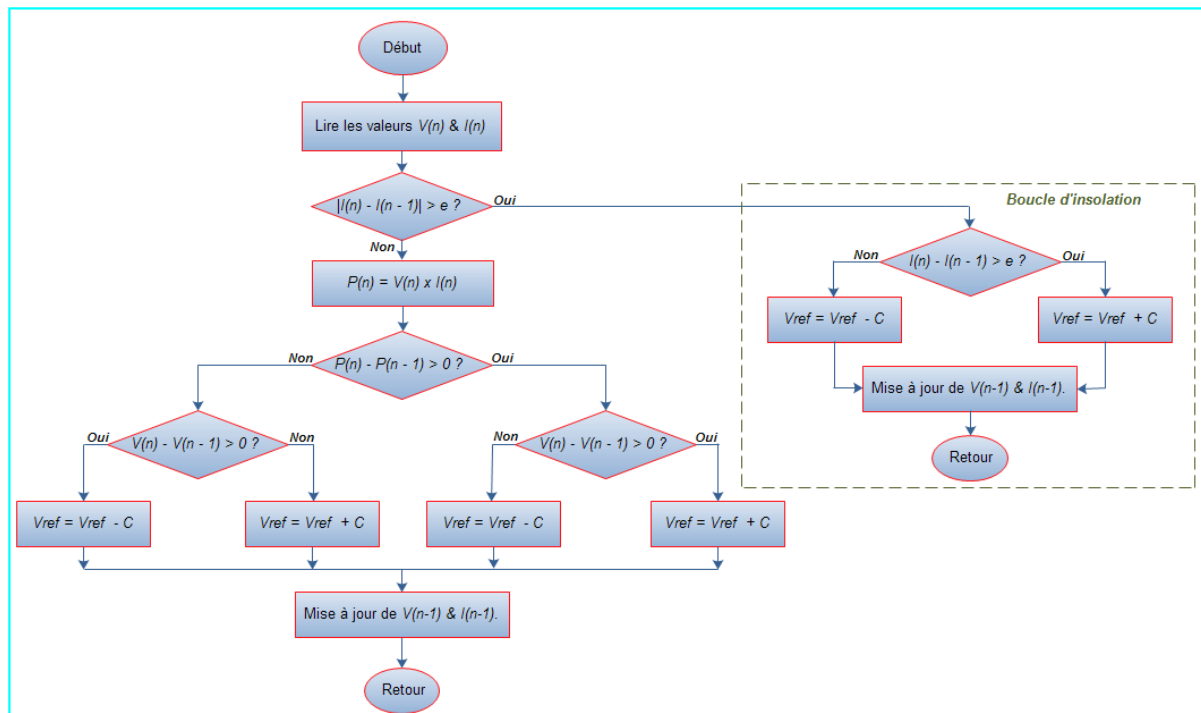 Début
Lire les valeurs V(n) & I(n)
|I(n) - I(n - 1)| > e ?
Oui
Non
Boucle d'insolation
I(n) - I(n - 1) > e ?
Non
Oui
P(n) = V(n) x I(n)
Vref = Vref - C
Vref = Vref + C
P(n) - P(n - 1) > 0 ?
Non
Oui
Mise à jour de V(n-1) & I(n-1).
Retour
Oui
V(n) - V(n - 1) > 0 ?
Non
Non
V(n) - V(n - 1) > 0 ?
Oui
Vref = Vref - C
Vref = Vref + C
Vref = Vref - C
Vref = Vref + C
Mise à jour de V(n-1) & I(n-1).
Retour